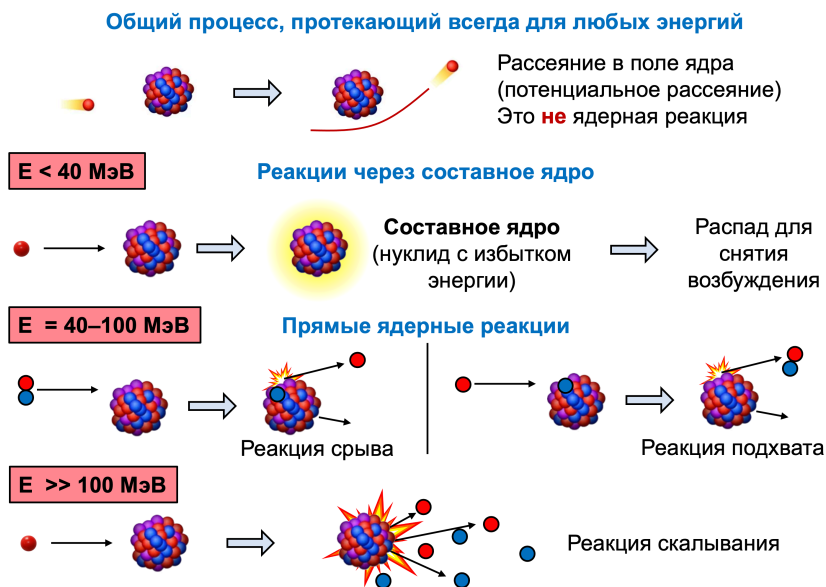 Общий процесс, протекающий всегда для любых энергий
Рассеяние в поле ядра
(потенциальное рассеяние)
Это не ядерная реакция
E < 40 МэВ
Реакции через составное ядро
Составное ядро
(нуклид с избытком
энергии)
Распад для
снятия
возбуждения
E = 40–100 МэВ
Прямые ядерные реакции
Реакция срыва
Реакция подхвата
E >> 100 МэВ
Реакция скалывания